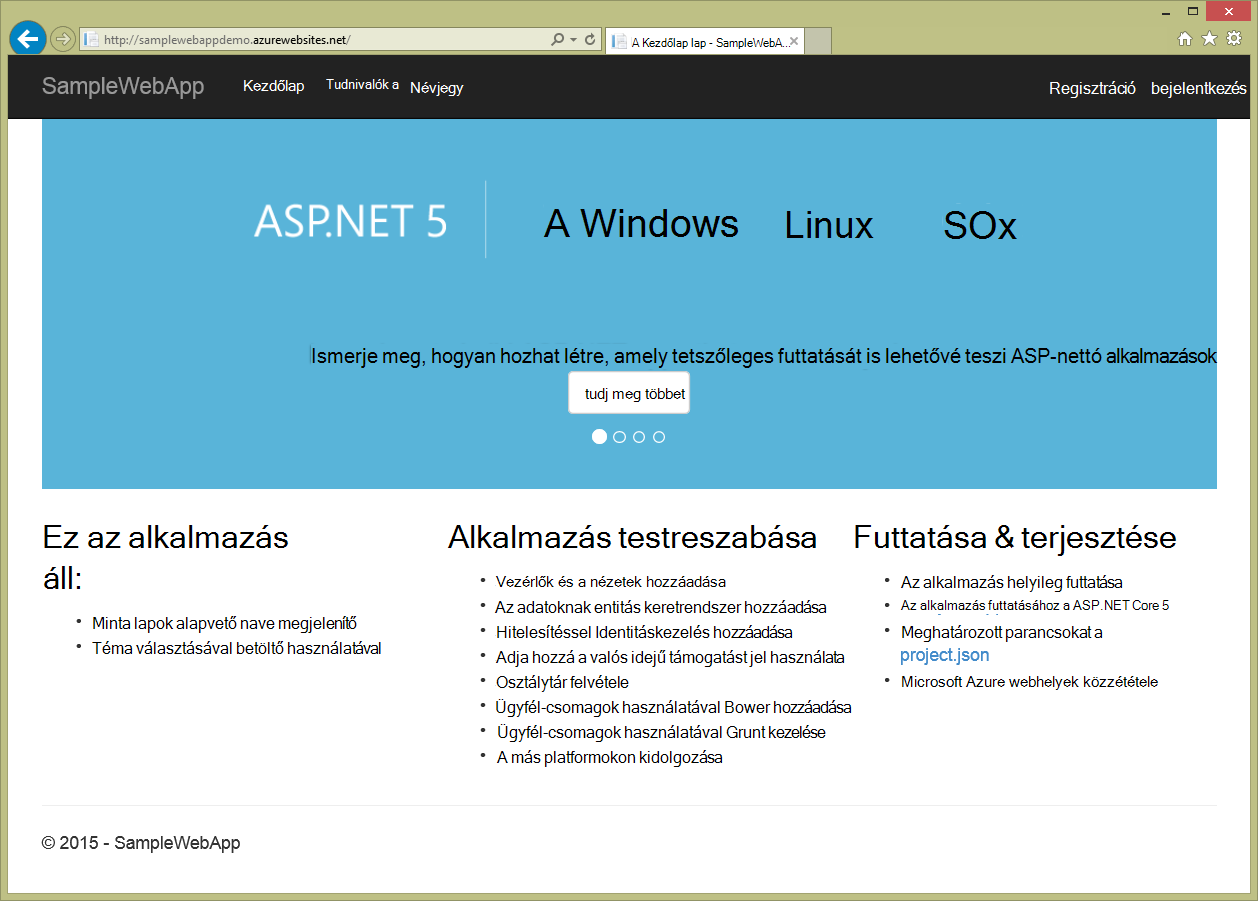 http://samplewebappdemo.azurewebsites.net/
A Kezdőlap lap - SampleWebA...
SampleWebApp
Kezdőlap
Tudnivalók a
Névjegy
Regisztráció
bejelentkezés
ASP.NET 5
A Windows
Linux
SOx
Ismerje meg, hogyan hozhat létre, amely tetszőleges futtatását is lehetővé teszi ASP-nettó alkalmazások
tudj meg többet
Ez az alkalmazás
áll:
• Minta lapok alapvető nave megjelenítő
• Téma választásával betöltő használatával
Alkalmazás testreszabása
• Vezérlők és a nézetek hozzáadása
• Az adatoknak entitás keretrendszer hozzáadása
• Hitelesítéssel Identitáskezelés hozzáadása
• Adja hozzá a valós idejű támogatást jel használata
• Osztálytár felvétele
• Ügyfél-csomagok használatával Bower hozzáadása
• Ügyfél-csomagok használatával Grunt kezelése
• A más platformokon kidolgozása
Futtatása & terjesztése
• Az alkalmazás helyileg futtatása
• Az alkalmazás futtatásához a ASP.NET Core 5
• Meghatározott parancsokat a
project.json
• Microsoft Azure webhelyek közzététele
© 2015 - SampleWebApp